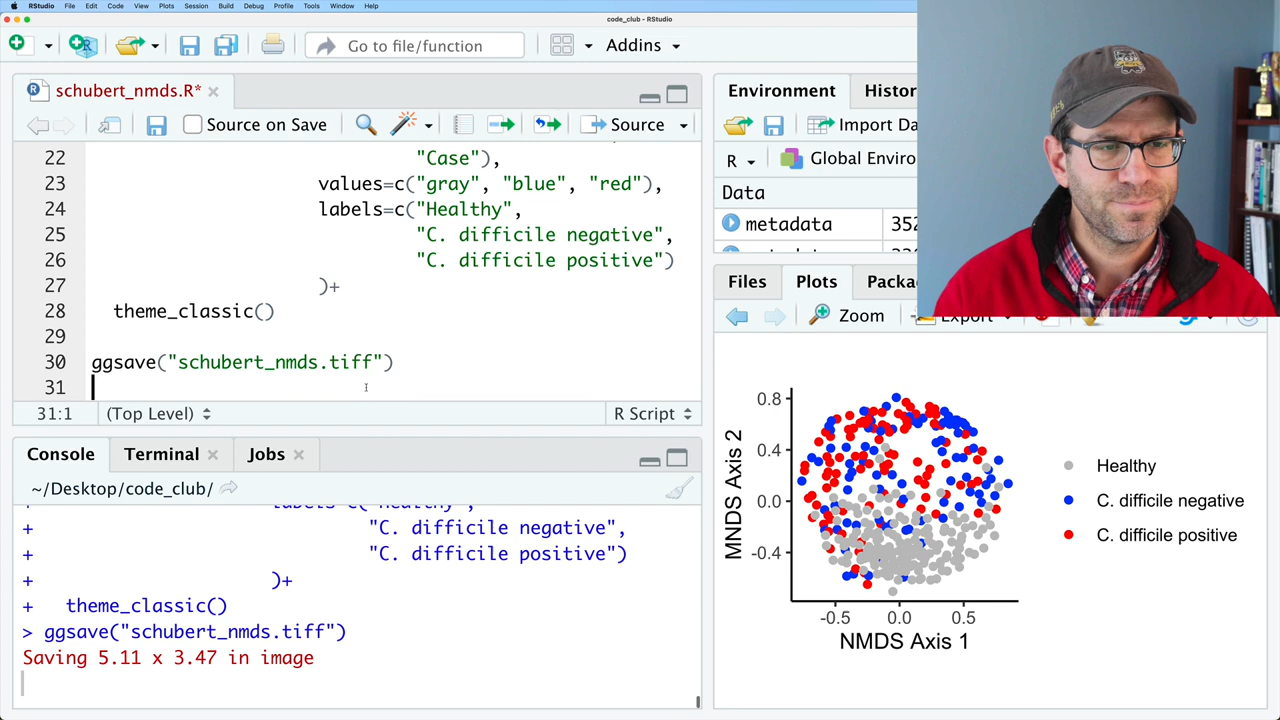 RStudio File Edit Code View Plots Session Build Debug Profile Tools Window Help
code_club - RStudio
Go to file/function
Addins
schubert_nmds.R*
Source on Save
Source
22 "Case"),
23 values=c("gray", "blue", "red"),
24 labels=c("Healthy",
25 "C. difficile negative",
26 "C. difficile positive")
27 )+
28 theme_classic()
29
30 ggsave("schubert_nmds.tiff")
31
31:1 (Top Level) R Script
Console Terminal Jobs
~/Desktop/code_club/
+ "C. difficile negative",
+ "C. difficile positive")
+ )+
+ theme_classic()
> ggsave("schubert_nmds.tiff")
Saving 5.11 x 3.47 in image
Environment Histor
Import Da
R Global Enviro
Data
metadata 352
Files Plots Packa
Zoom Export
0.8
0.4
0.0
-0.4
MNDS Axis 2
-0.5 0.0 0.5
NMDS Axis 1
Healthy
C. difficile negative
C. difficile positive